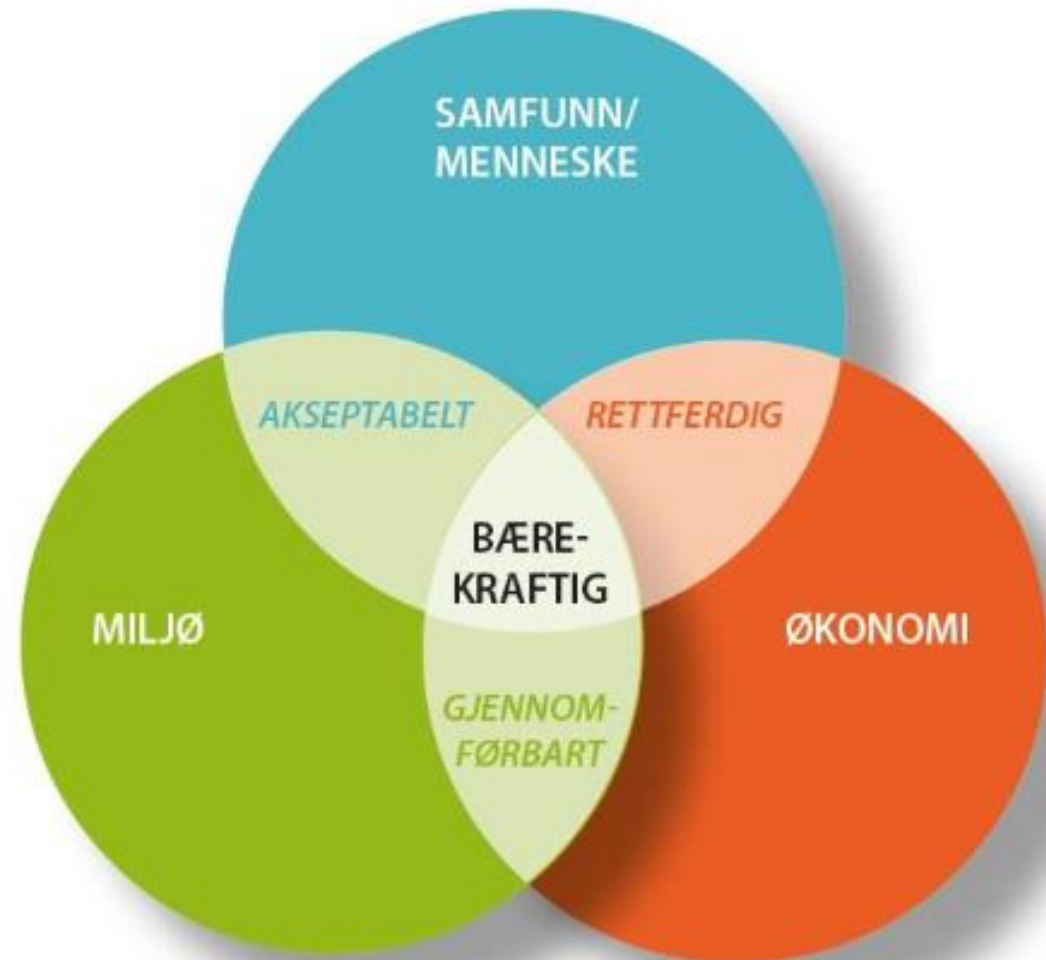 SAMFUNN/
MENNESKE
AKSEPTABELT
RETTFERDIG
BÆRE-
KRAFTIG
MILJØ
ØKONOMI
GJENNOM-
FØRBART